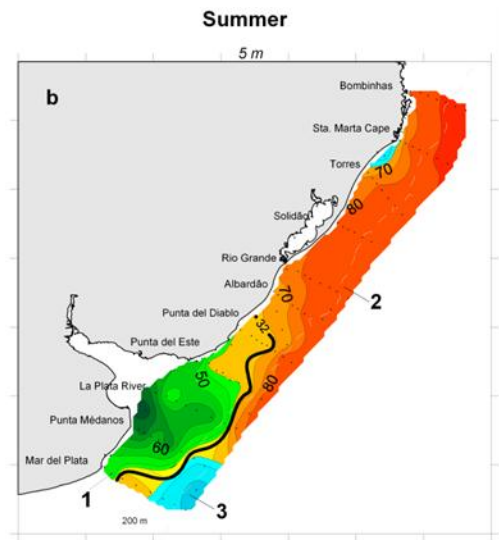 Summer
5 m
b
Bombinhas
Sta. Marta Cape
Torres
70
80
Solidão
Rio Grande
Albardão
70
2
Punta del Diablo
32
Punta del Este
50
La Plata River
80
Punta Médanos
60
Mar del Plata
1
3
200 m